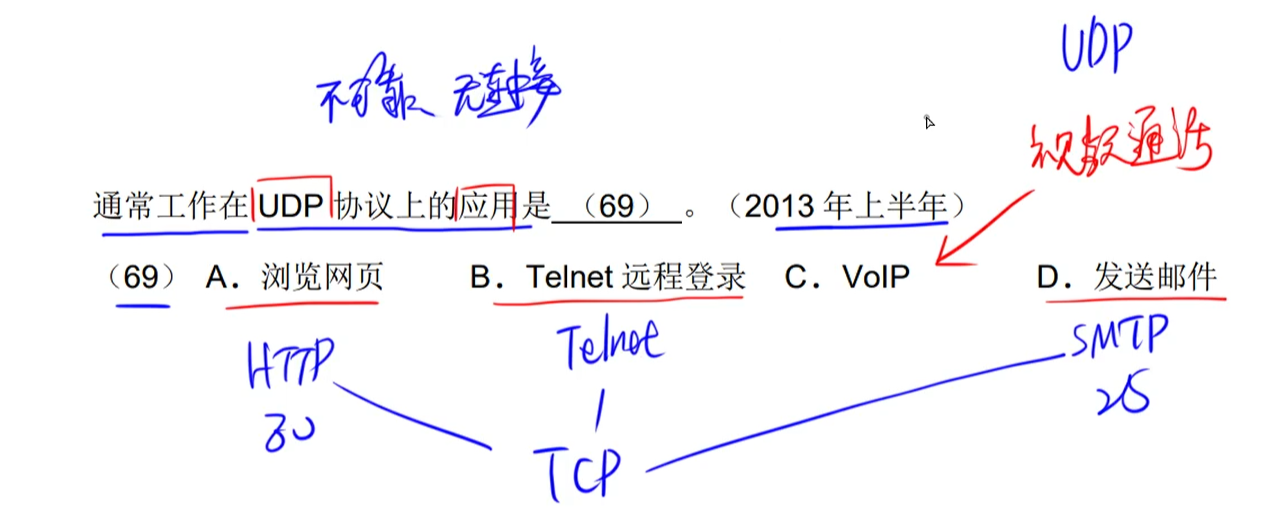 UDP
不可靠 无连接
视频通话
通常工作在 UDP 协议上的应用是 （69） 。（2013 年上半年）
（69） A．浏览网页 B．Telnet 远程登录 C．VoIP D．发送邮件
HTTP Telnet SMTP
80 25
TCP